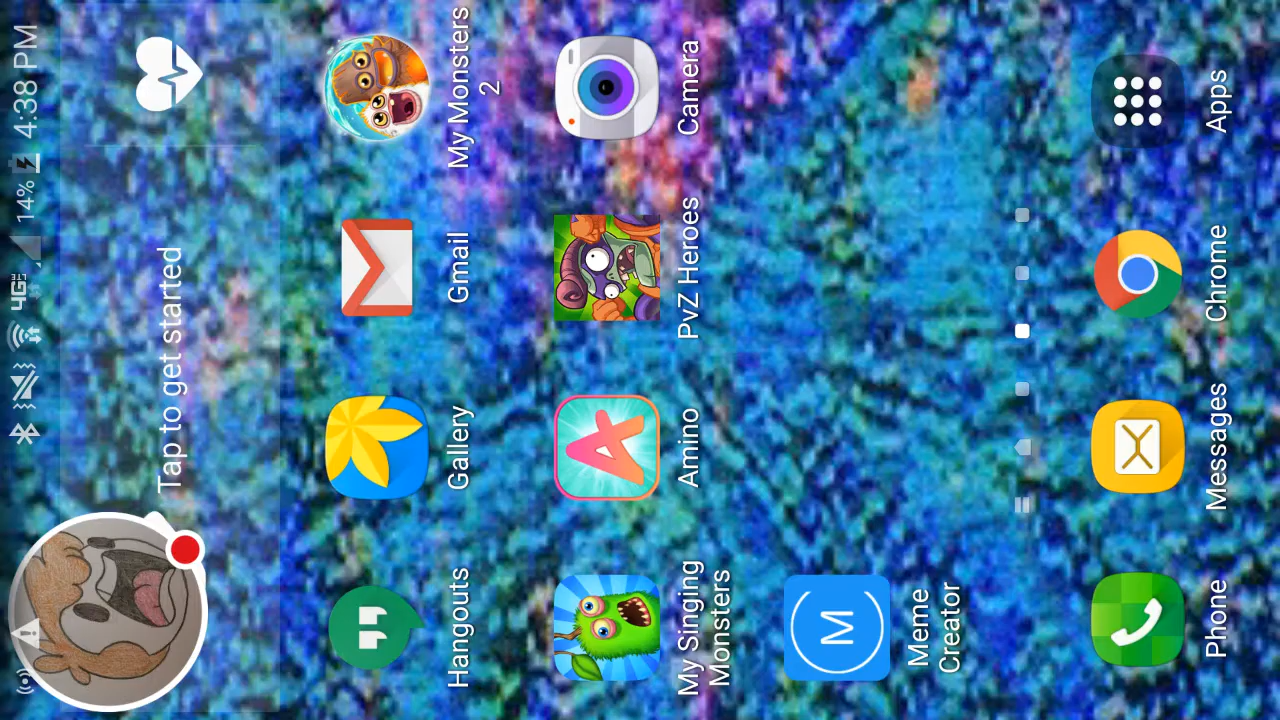 14% 4:38 PM
4G LTE
Tap to get started
Hangouts
Gallery
Gmail
My Monsters
2
My Singing
Monsters
Amino
PvZ Heroes
Camera
M
Meme
Creator
Phone
Messages
Chrome
Apps